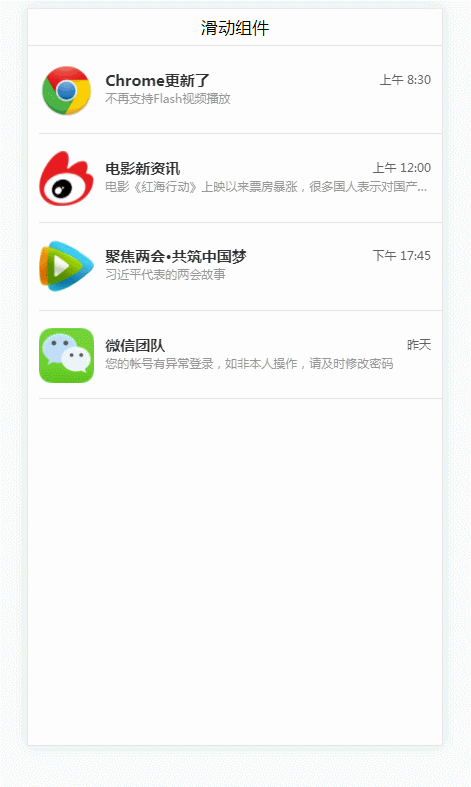 滑动组件
Chrome更新了 上午 8:30
不再支持Flash视频播放
电影新资讯 上午 12:00
电影《红海行动》上映以来票房暴涨，很多国人表示对国产...
聚焦两会•共筑中国梦 下午 17:45
习近平代表的两会故事
微信团队 昨天
您的帐号有异常登录，如非本人操作，请及时修改密码